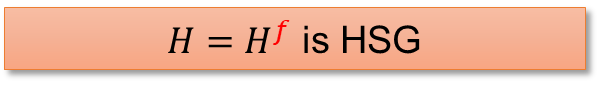 𝐻 = 𝐻^𝑓 is HSG